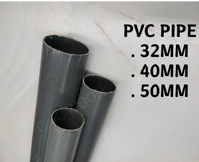 PVC PIPE
. 32MM
. 40MM
. 50MM